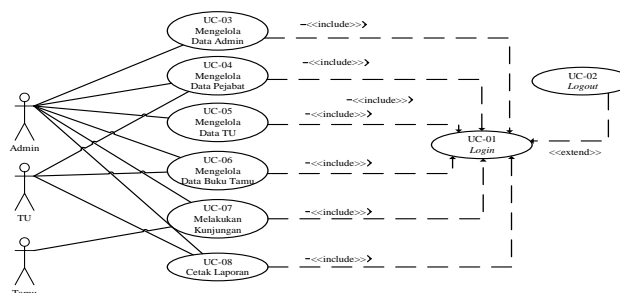 UC-03
Mengelola
Data Admin
-<<include>>
UC-04
Mengelola
Data Pejabat
-<<include>>
UC-02
Logout
-<<include>>
UC-05
Mengelola
Data TU
-<<include>>
Admin
UC-01
Login
<<extend>>
UC-06
Mengelola
Data Buku Tamu
-<<include>>
TU
UC-07
Melakukan
Kunjungan
-<<include>>
UC-08
Cetak Laporan
-<<include>>
Tamu